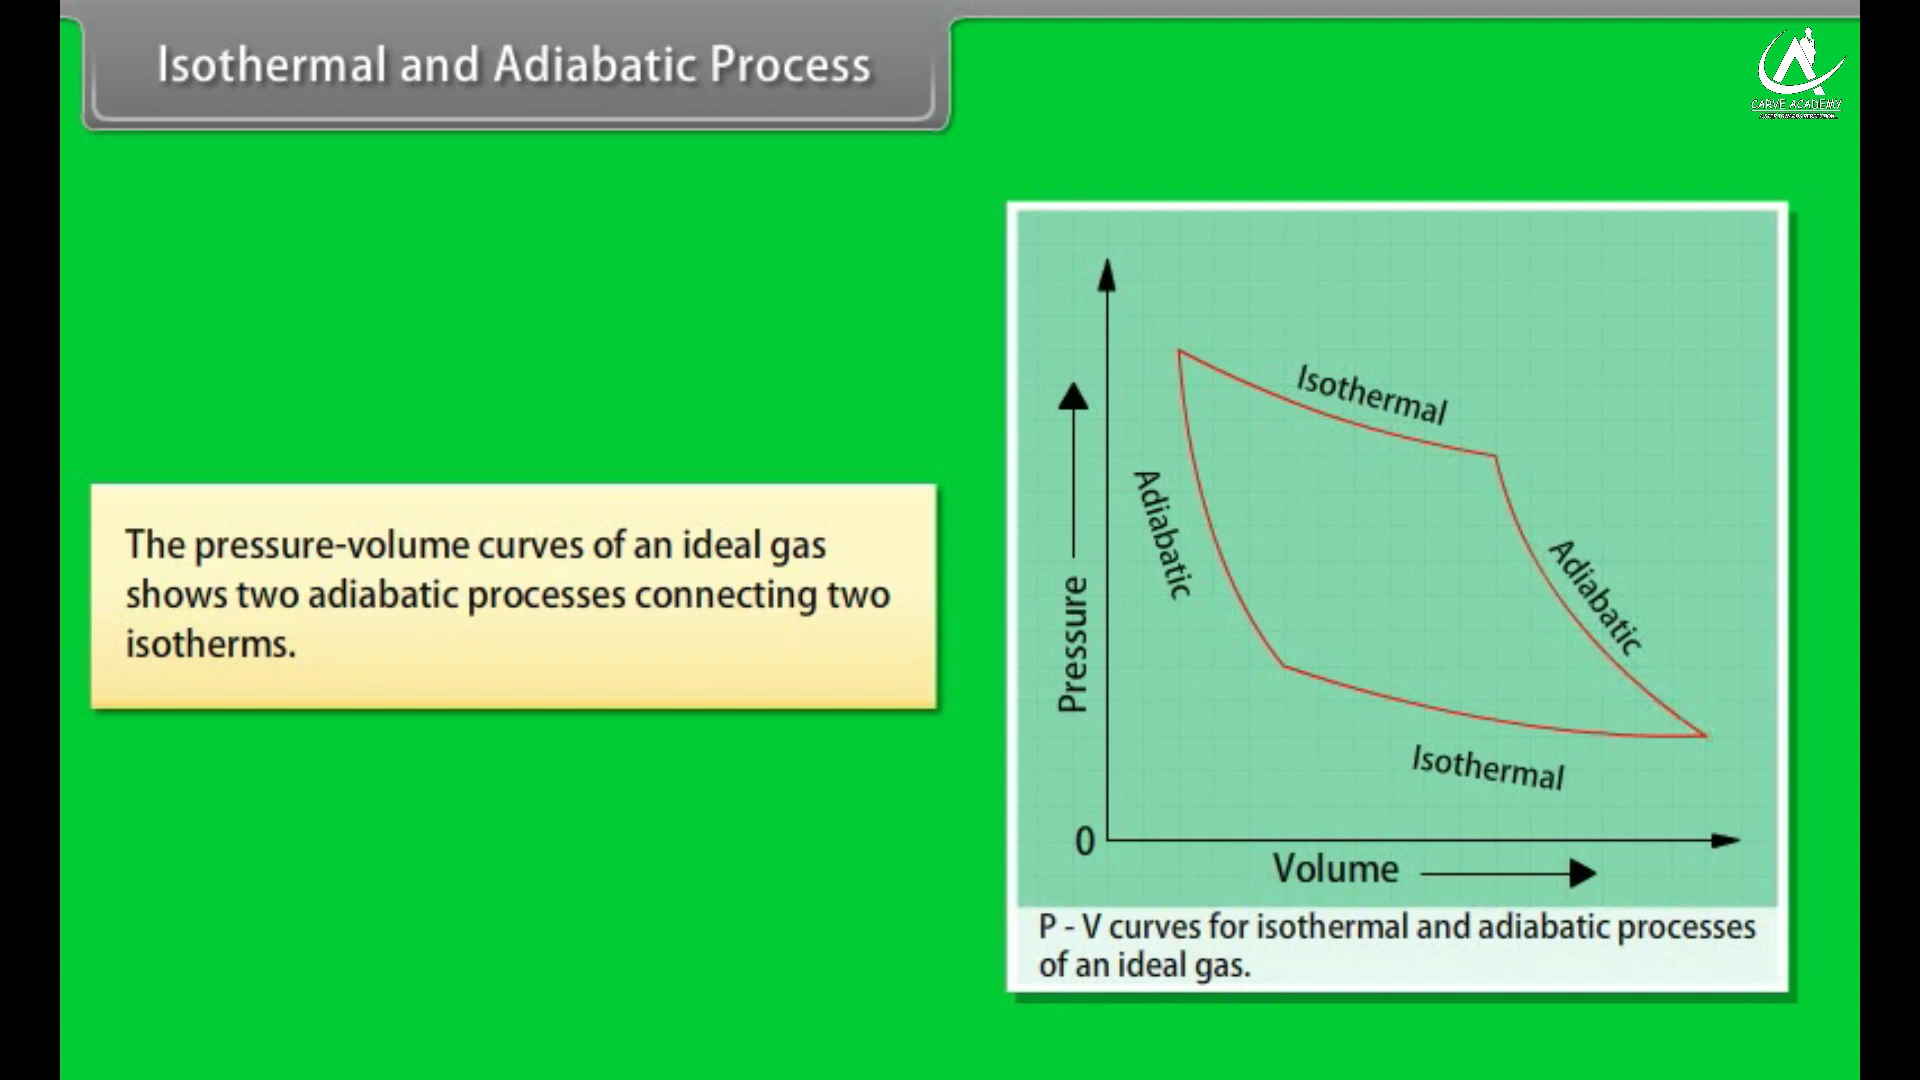 Isothermal and Adiabatic Process
CARVE ACADEMY
The pressure-volume curves of an ideal gas
shows two adiabatic processes connecting two
isotherms.
Isothermal
Adiabatic
Adiabatic
Pressure
Isothermal
0
Volume
P - V curves for isothermal and adiabatic processes
of an ideal gas.